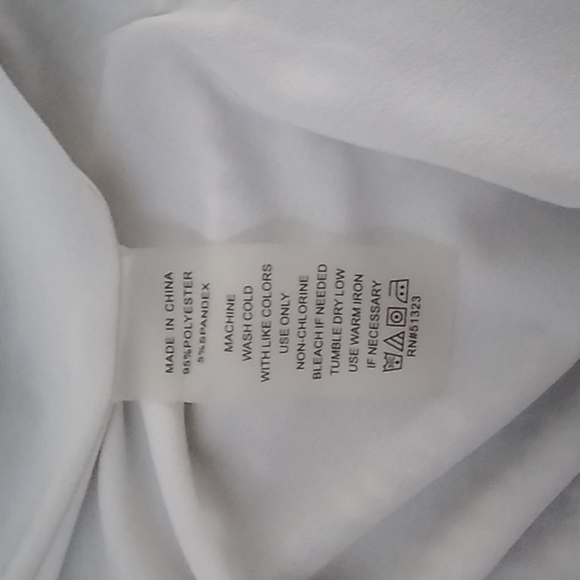 MADE IN CHINA
95%POLYESTER
5%SPANDEX
MACHINE
WASH COLD
WITH LIKE COLORS
USE ONLY
NON-CHLORINE
BLEACH IF NEEDED
TUMBLE DRY LOW
USE WARM IRON
IF NECESSARY
RN#51323